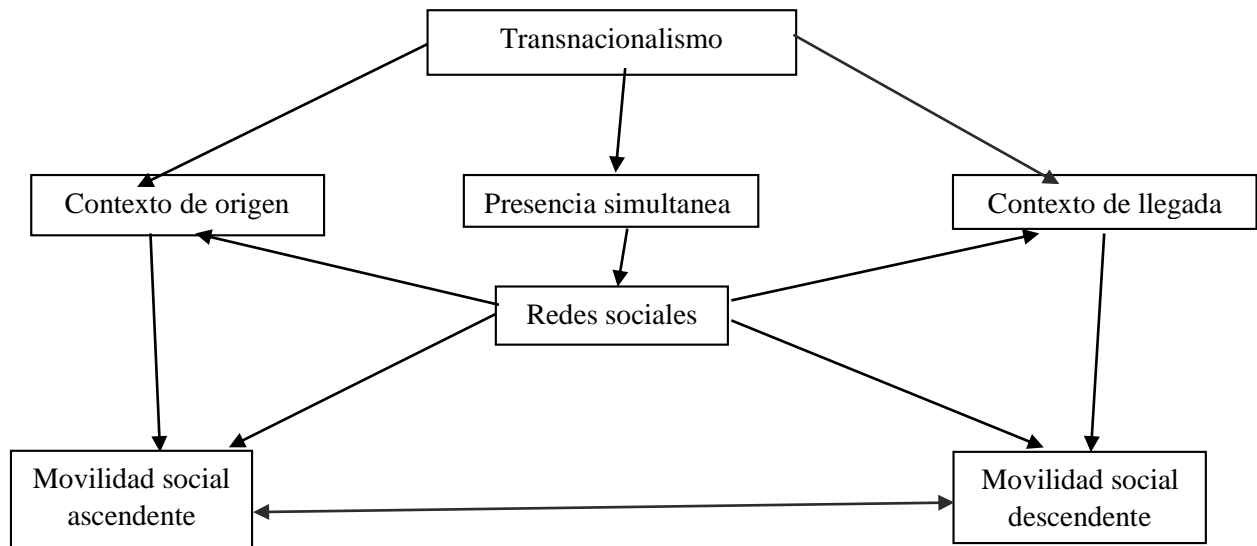 Transnacionalismo
Contexto de origen
Presencia simultanea
Contexto de llegada
Redes sociales
Movilidad social
ascendente
Movilidad social
descendente